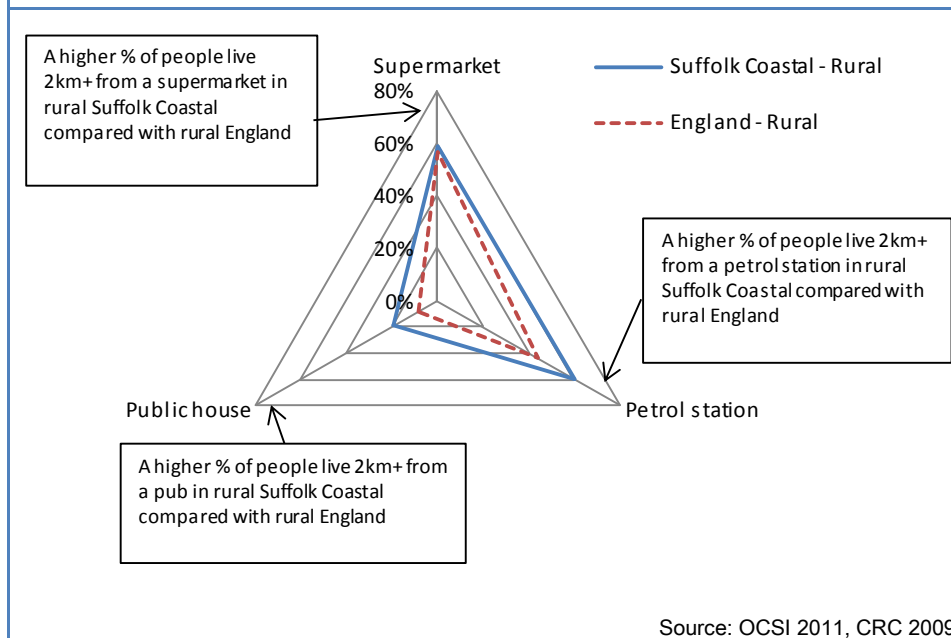 A higher % of people live
2km+ from a supermarket in
rural Suffolk Coastal
compared with rural England
Supermarket
80%
60%
40%
20%
0%
Suffolk Coastal - Rural
England - Rural
A higher % of people live 2km+
from a petrol station in rural
Suffolk Coastal compared with
rural England
Public house
Petrol station
A higher % of people live 2km+ from
a pub in rural Suffolk Coastal
compared with rural England
Source: OCSI 2011, CRC 2009